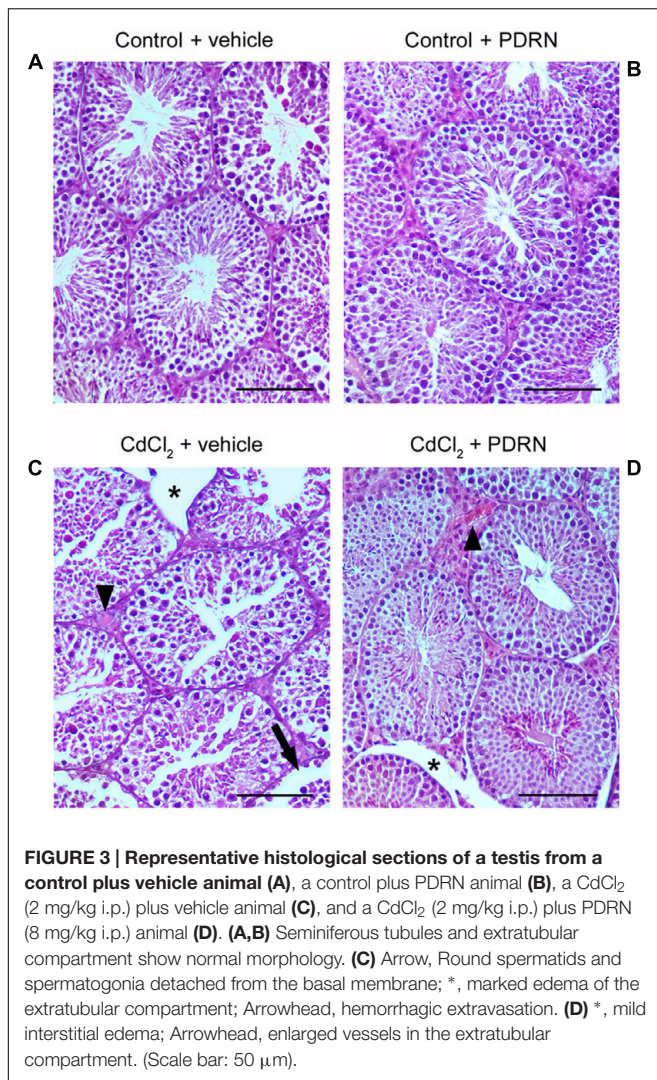 Control + vehicle
Control + PDRN
A
B
CdCl₂ + vehicle
CdCl₂ + PDRN
C
D
*
*
FIGURE 3 | Representative histological sections of a testis from a
control plus vehicle animal (A), a control plus PDRN animal (B), a CdCl₂
(2 mg/kg i.p.) plus vehicle animal (C), and a CdCl₂ (2 mg/kg i.p.) plus PDRN
(8 mg/kg i.p.) animal (D). (A,B) Seminiferous tubules and extratubular
compartment show normal morphology. (C) Arrow, Round spermatids and
spermatogonia detached from the basal membrane; *, marked edema of the
extratubular compartment; Arrowhead, hemorrhagic extravasation. (D) *, mild
interstitial edema; Arrowhead, enlarged vessels in the extratubular
compartment. (Scale bar: 50 μm).